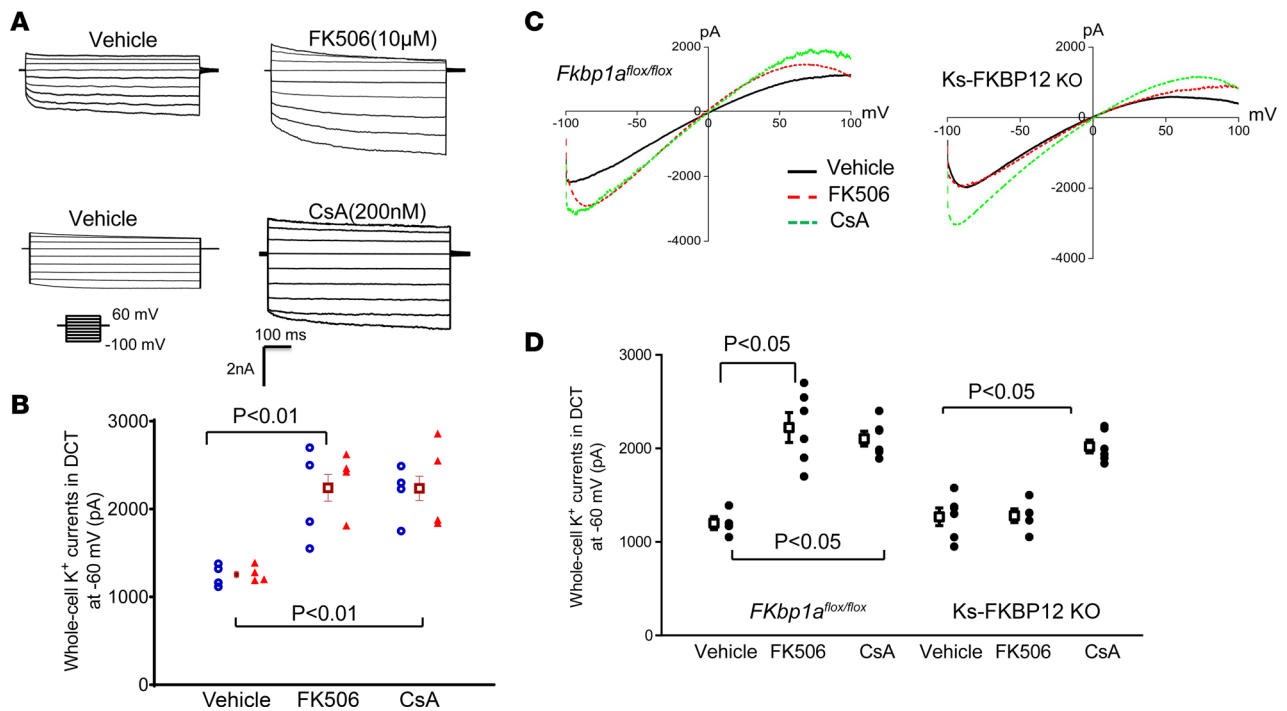 A
Vehicle
FK506(10µM)
Vehicle
CsA(200nM)
60 mV
-100 mV
100 ms
2nA
B
Whole-cell K+ currents in DCT
at -60 mV (pA)
3000
2000
1000
0
P<0.01
P<0.01
Vehicle FK506 CsA
C
pA
2000
Fkbp1aflox/flox
0
mV
-100 -50 0 50 100
-2000
-4000
Vehicle
FK506
CsA
pA
2000
Ks-FKBP12 KO
0
mV
-100 -50 0 50 100
-2000
-4000
D
Whole-cell K+ currents in DCT
at -60 mV (pA)
3000
2000
1000
0
P<0.05
P<0.05
P<0.05
FKbp1aflox/flox
Ks-FKBP12 KO
Vehicle FK506 CsA Vehicle FK506 CsA